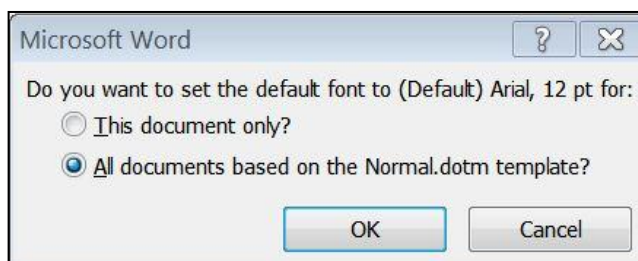 Microsoft Word
Do you want to set the default font to (Default) Arial, 12 pt for:
This document only?
All documents based on the Normal.dotm template?
OK Cancel